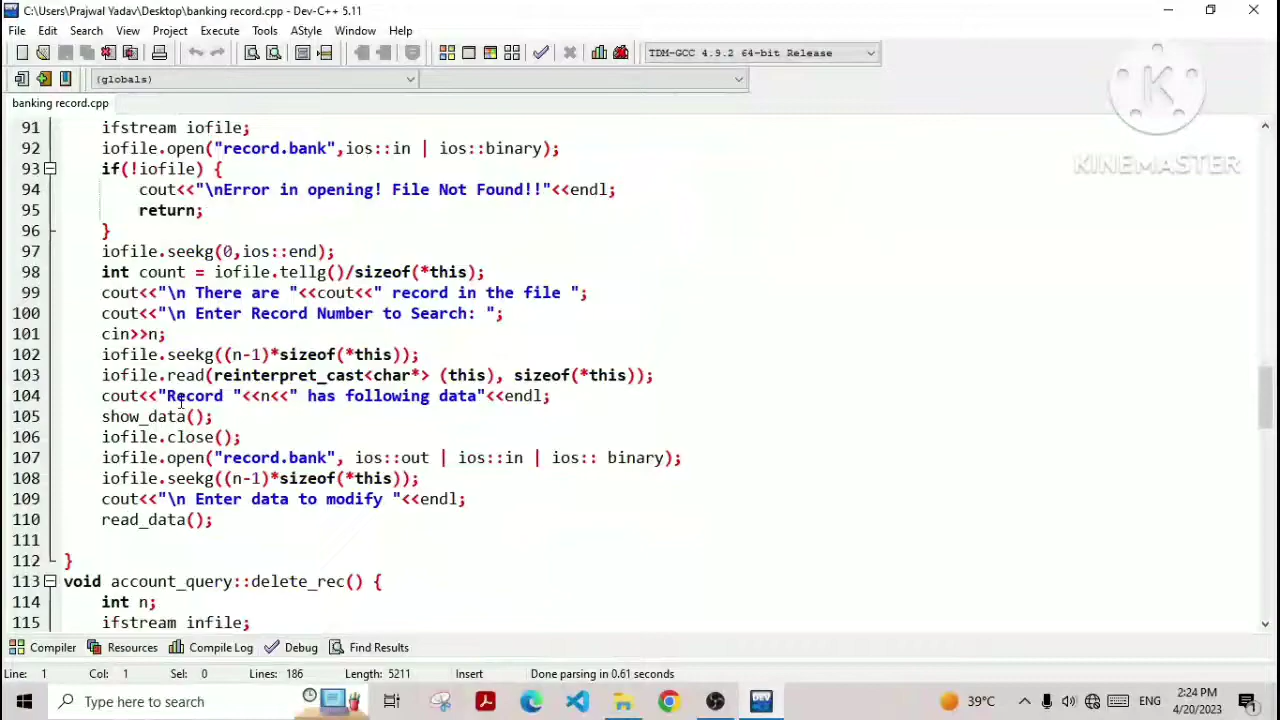 C:\Users\Prajwal Yadav\Desktop\banking record.cpp - Dev-C++ 5.11
File Edit Search View Project Execute Tools AStyle Window Help
TDM-GCC 4.9.2 64-bit Release
(globals)
banking record.cpp
K
KINEMASTER
91 ifstream iofile;
92 iofile.open("record.bank",ios::in | ios::binary);
93 if(!iofile) {
94 cout<<"\nError in opening! File Not Found!!"<<endl;
95 return;
96 }
97 iofile.seekg(0,ios::end);
98 int count = iofile.tellg()/sizeof(*this);
99 cout<<"\n There are "<<cout<<" record in the file ";
100 cout<<"\n Enter Record Number to Search: ";
101 cin>>n;
102 iofile.seekg((n-1)*sizeof(*this));
103 iofile.read(reinterpret_cast<char*> (this), sizeof(*this));
104 cout<<"Record "<<n<<" has following data"<<endl;
105 show_data();
106 iofile.close();
107 iofile.open("record.bank", ios::out | ios::in | ios:: binary);
108 iofile.seekg((n-1)*sizeof(*this));
109 cout<<"\n Enter data to modify "<<endl;
110 read_data();
111
112 }
113 void account_query::delete_rec() {
114 int n;
115 ifstream infile;
Compiler Resources Compile Log Debug Find Results
Line: 1 Col: 1 Sel: 0 Lines: 186 Length: 5211 Insert Done parsing in 0.61 seconds
Type here to search
DEV
39°C
ENG
2:24 PM
4/20/2023